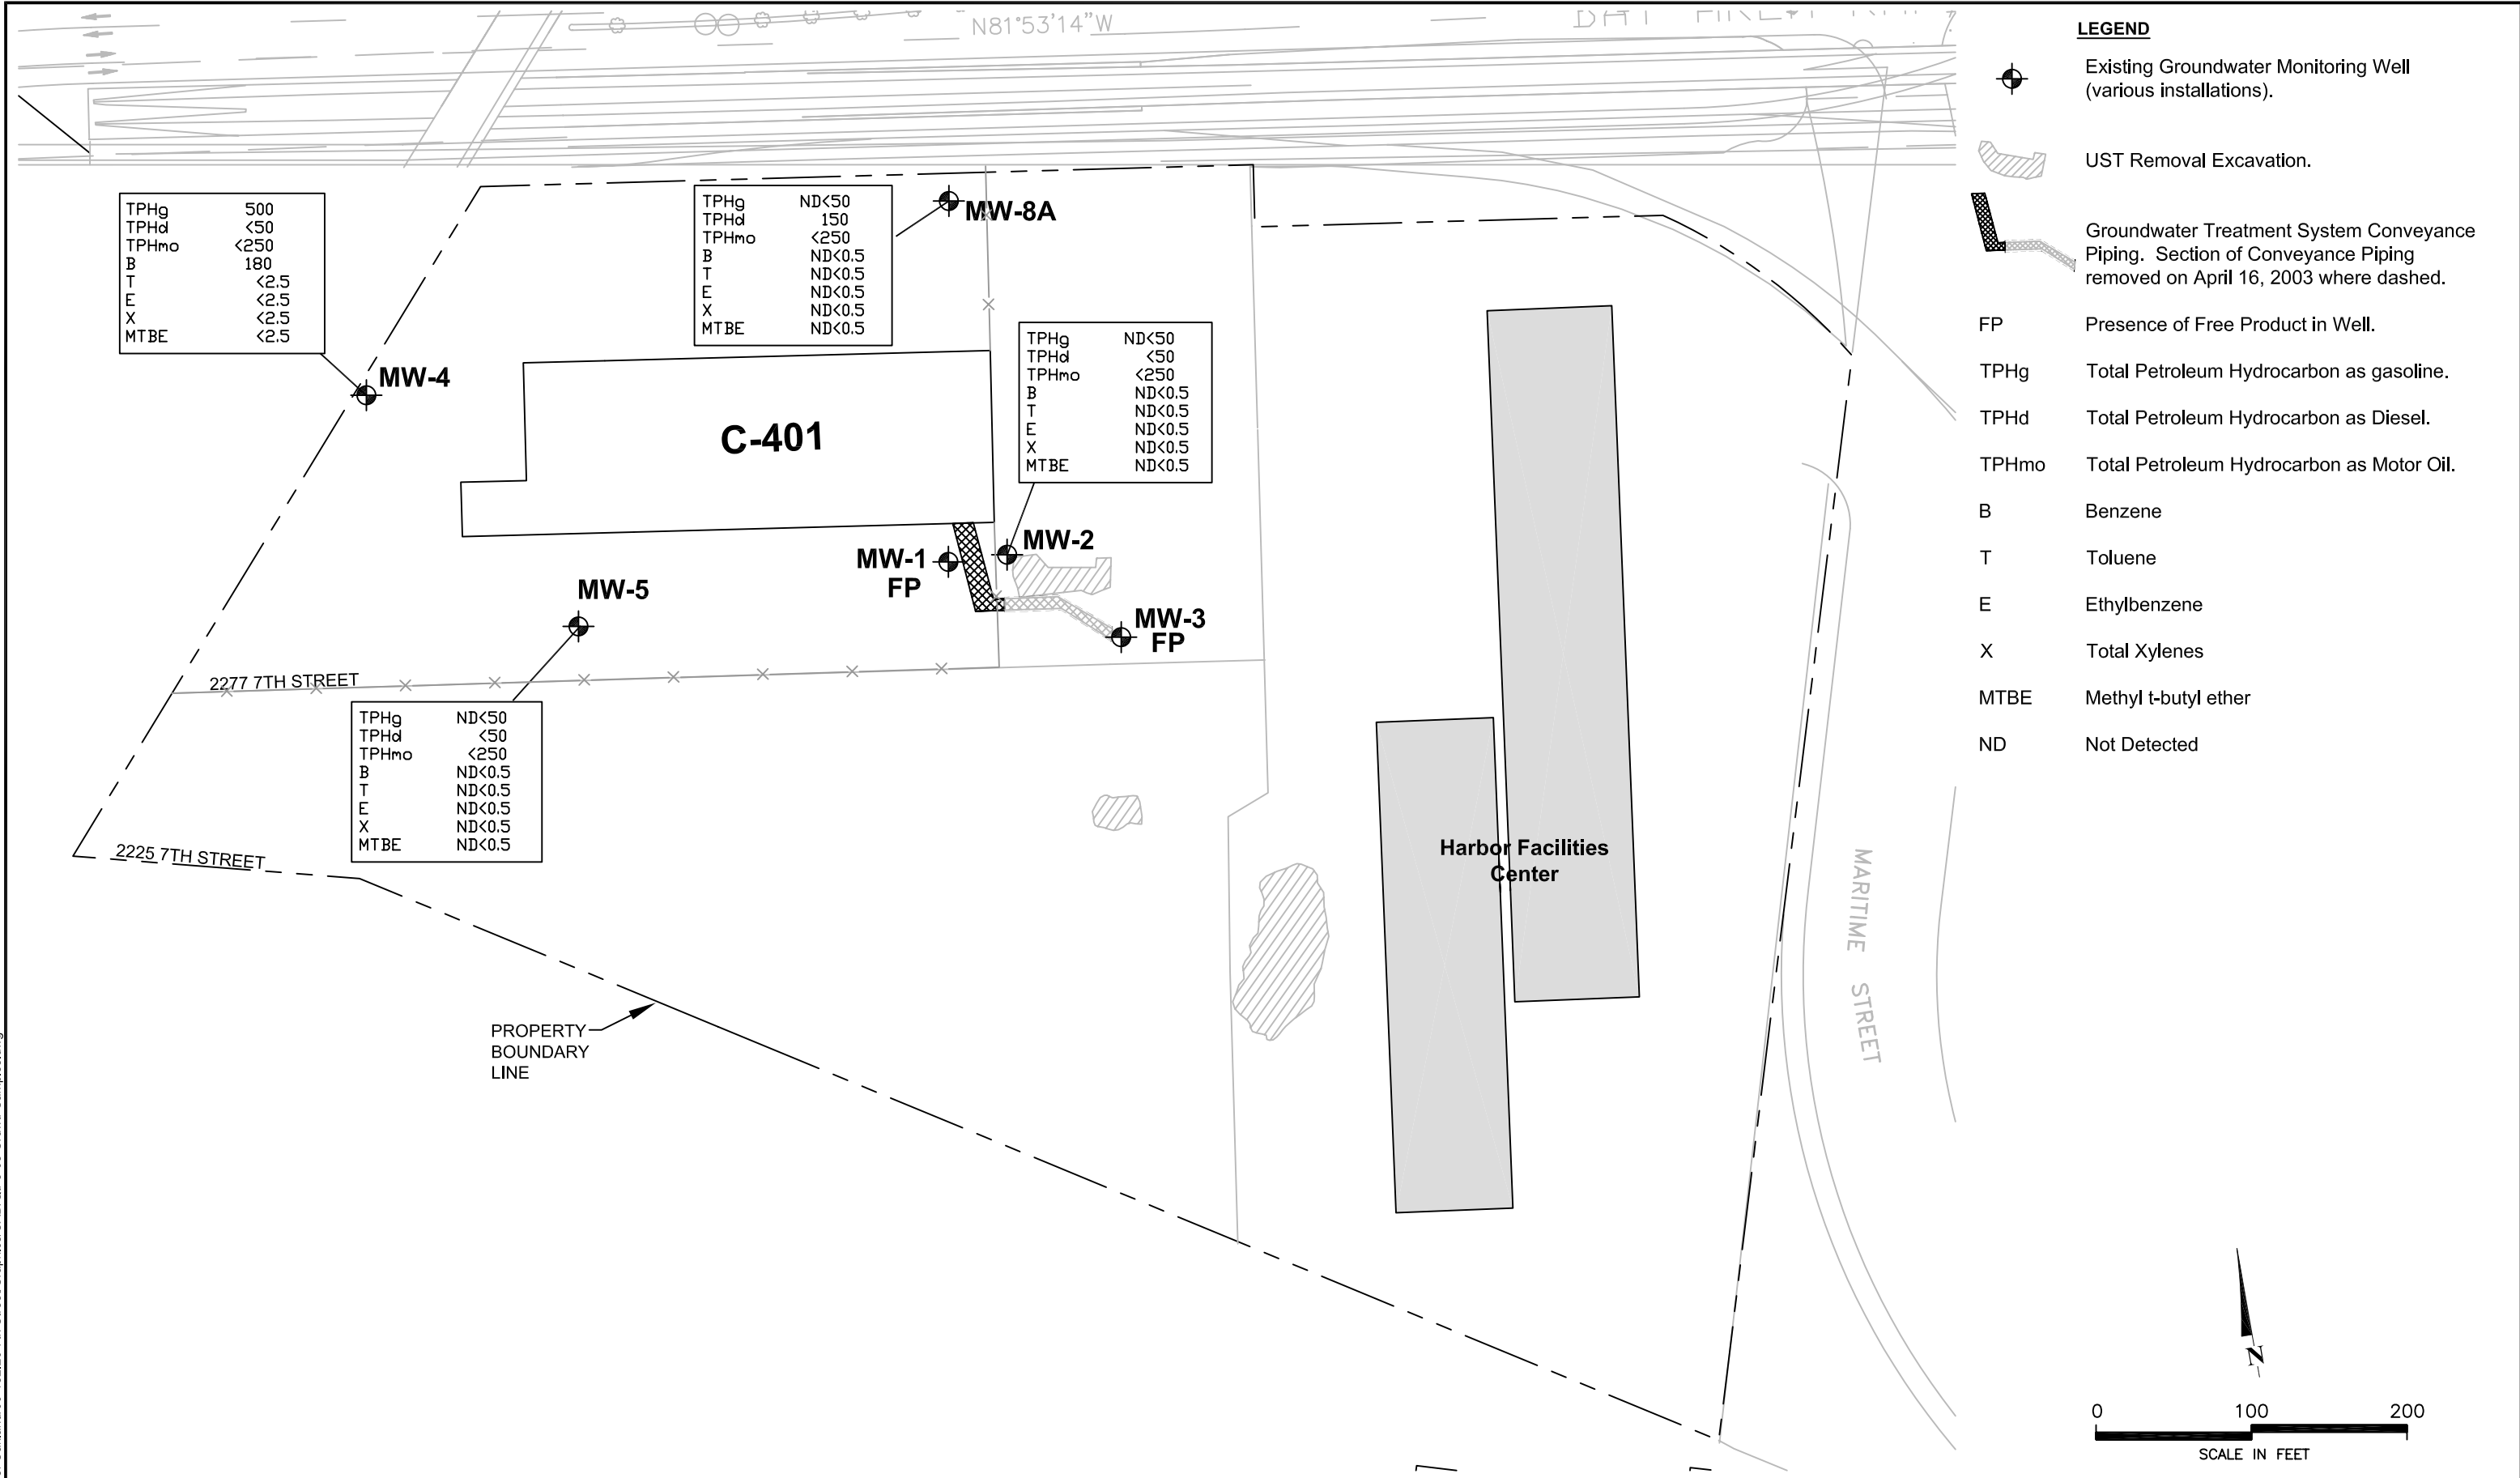 N81°53'14"W
LEGEND
Existing Groundwater Monitoring Well
(various installations).
UST Removal Excavation.
Groundwater Treatment System Conveyance
Piping. Section of Conveyance Piping
removed on April 16, 2003 where dashed.
FP Presence of Free Product in Well.
TPHg Total Petroleum Hydrocarbon as gasoline.
TPHd Total Petroleum Hydrocarbon as Diesel.
TPHmo Total Petroleum Hydrocarbon as Motor Oil.
B Benzene
T Toluene
E Ethylbenzene
X Total Xylenes
MTBE Methyl t-butyl ether
ND Not Detected
TPHg 500
TPHd <50
TPHmo <250
B 180
T <2.5
E <2.5
X <2.5
MTBE <2.5
MW-4
TPHg ND<50
TPHd 150
TPHmo <250
B ND<0.5
T ND<0.5
E ND<0.5
X ND<0.5
MTBE ND<0.5
MW-8A
TPHg ND<50
TPHd <50
TPHmo <250
B ND<0.5
T ND<0.5
E ND<0.5
X ND<0.5
MTBE ND<0.5
C-401
MW-2
MW-1
FP
MW-5
MW-3
FP
2277 7TH STREET
TPHg ND<50
TPHd <50
TPHmo <250
B ND<0.5
T ND<0.5
E ND<0.5
X ND<0.5
MTBE ND<0.5
2225 7TH STREET
Harbor Facilities
Center
MARITIME STREET
PROPERTY
BOUNDARY
LINE
N
0 100 200
SCALE IN FEET